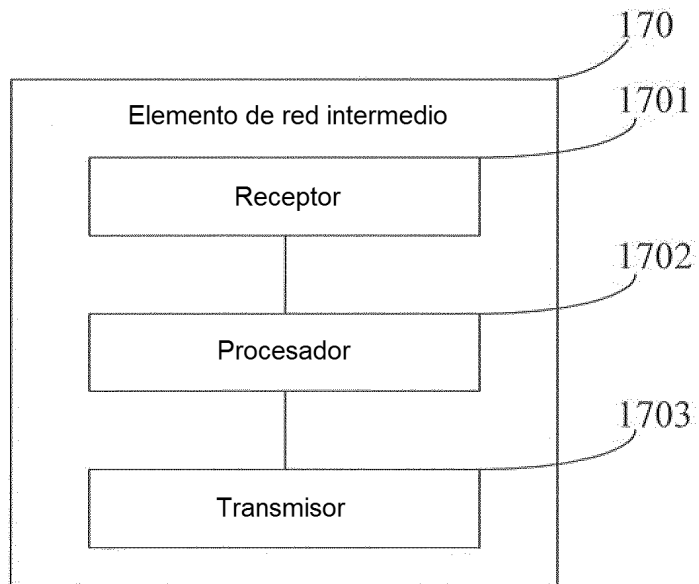 170
Elemento de red intermedio
1701
Receptor
1702
Procesador
1703
Transmisor